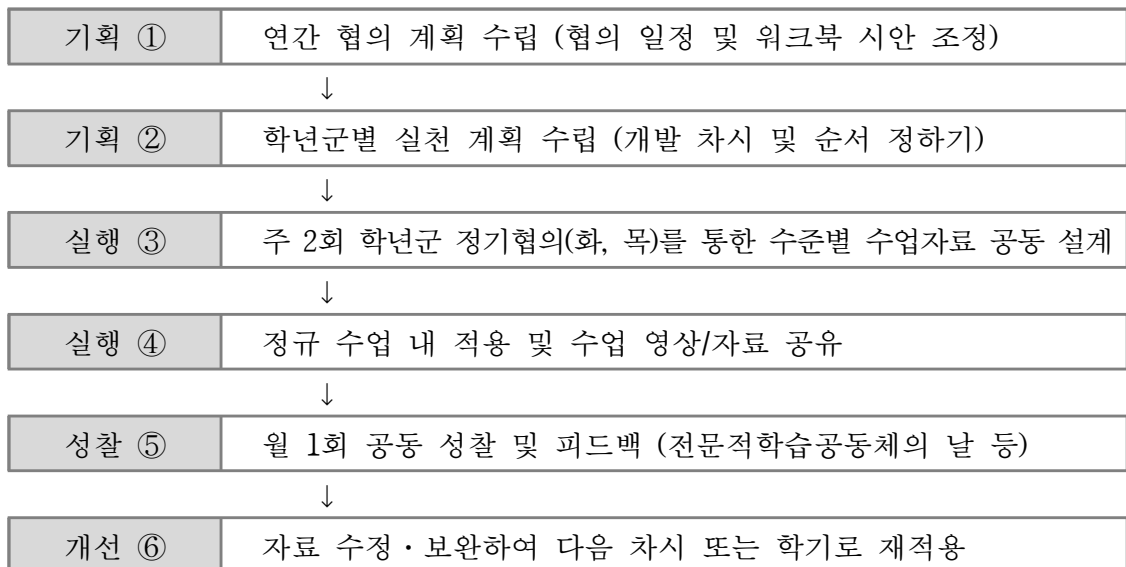 기획 ① 연간 협의 계획 수립 (협의 일정 및 워크북 시안 조정)
↓
기획 ② 학년군별 실천 계획 수립 (개발 차시 및 순서 정하기)
↓
실행 ③ 주 2회 학년군 정기협의(화, 목)를 통한 수준별 수업자료 공동 설계
↓
실행 ④ 정규 수업 내 적용 및 수업 영상/자료 공유
↓
성찰 ⑤ 월 1회 공동 성찰 및 피드백 (전문적학습공동체의 날 등)
↓
개선 ⑥ 자료 수정・보완하여 다음 차시 또는 학기로 재적용